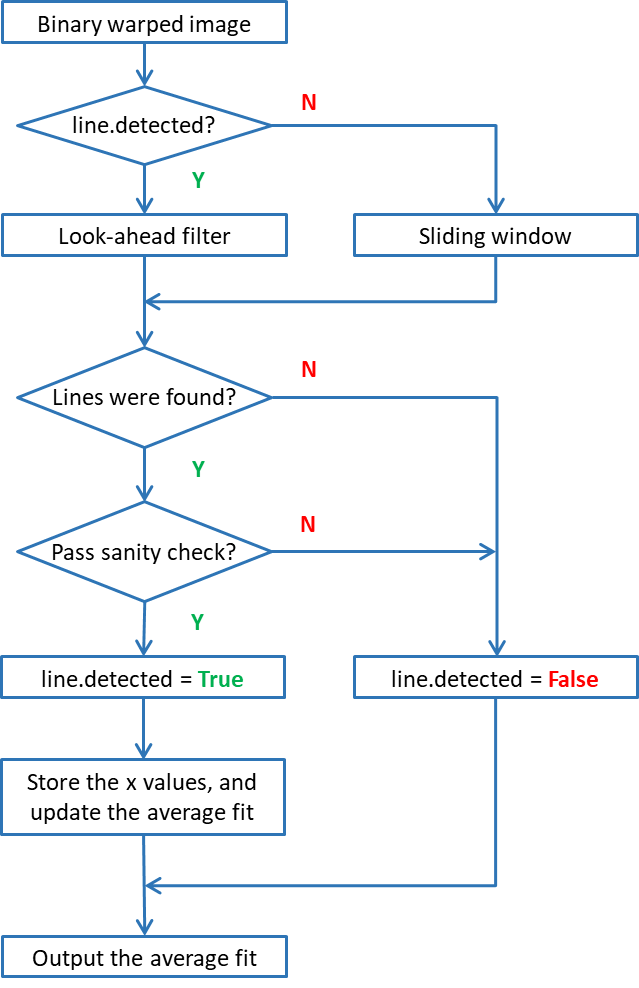 Binary warped image
line.detected?
N
Y
Look-ahead filter
Sliding window
Lines were found?
N
Y
Pass sanity check?
N
Y
line.detected = True
line.detected = False
Store the x values, and
update the average fit
Output the average fit